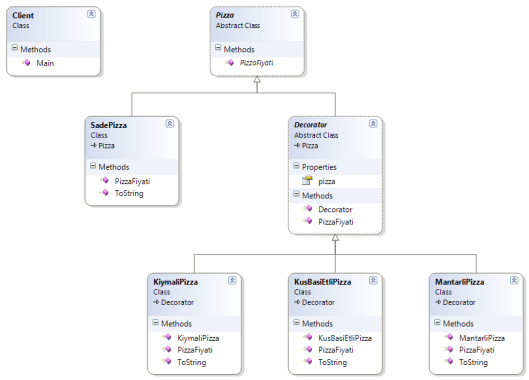 Client
Class
Methods
Main
Pizza
Abstract Class
Methods
PizzaFiyati
SadePizza
Class
Pizza
Methods
PizzaFiyati
ToString
Decorator
Abstract Class
Pizza
Properties
pizza
Methods
Decorator
PizzaFiyati
KiymaliPizza
Class
Decorator
Methods
KiymaliPizza
PizzaFiyati
ToString
KusBasiEtliPizza
Class
Decorator
Methods
KusBasiEtliPizza
PizzaFiyati
ToString
MantarliPizza
Class
Decorator
Methods
MantarliPizza
PizzaFiyati
ToString